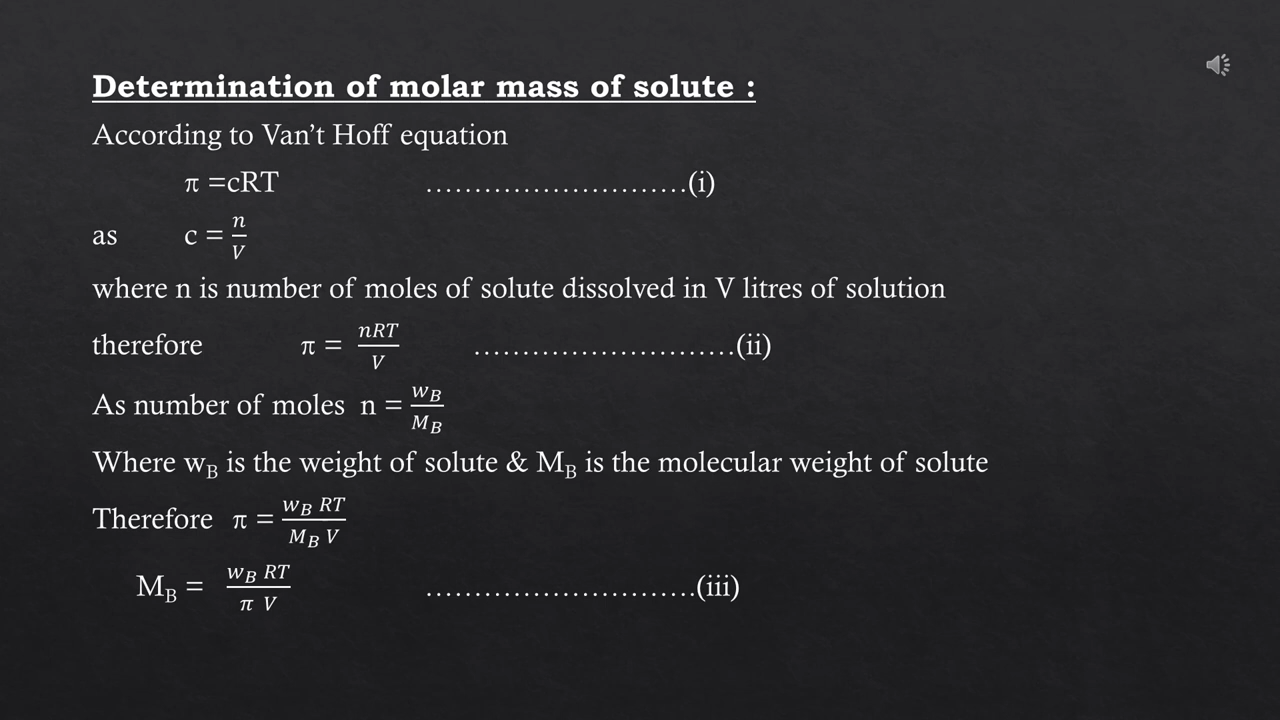 Determination of molar mass of solute :
According to Van’t Hoff equation
π =cRT ………………………(i)
as c = n/V
where n is number of moles of solute dissolved in V litres of solution
therefore π = nRT/V ………………………(ii)
As number of moles n = w_B/M_B
Where w_B is the weight of solute & M_B is the molecular weight of solute
Therefore π = w_B RT/M_B V
M_B = w_B RT/π V ………………………(iii)